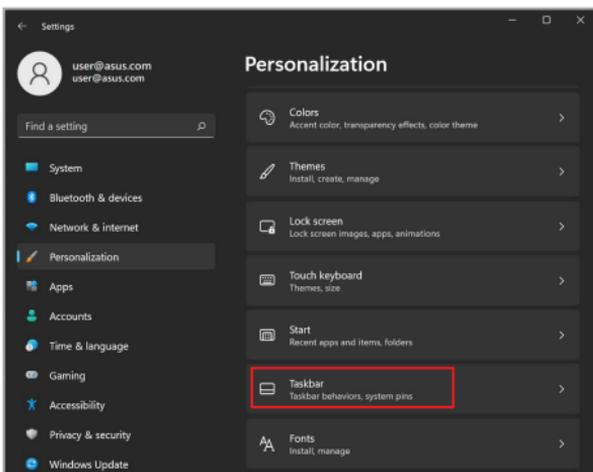 Settings
user@asus.com
user@asus.com
Find a setting
System
Bluetooth & devices
Network & internet
Personalization
Apps
Accounts
Time & language
Gaming
Accessibility
Privacy & security
Windows Update
Personalization
Colors
Accent color, transparency effects, color theme
Themes
Install, create, manage
Lock screen
Lock screen images, apps, animations
Touch keyboard
Themes, size
Start
Recent apps and items, folders
Taskbar
Taskbar behaviors, system pins
Fonts
Install, manage